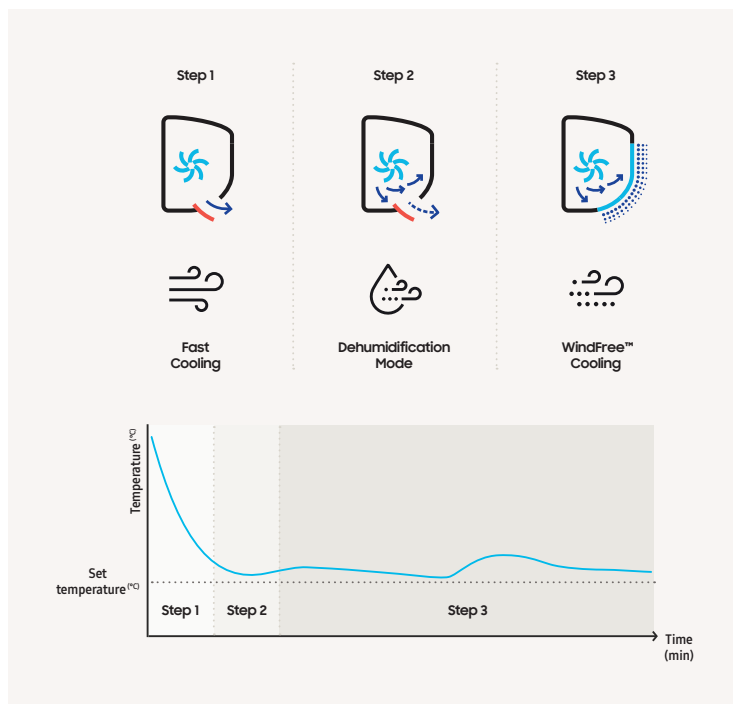 Step 1
Step 2
Step 3
Fast
Cooling
Dehumidification
Mode
WindFree™
Cooling
Temperature (°C)
Set
temperature(°C)
Step 1
Step 2
Step 3
Time
(min)